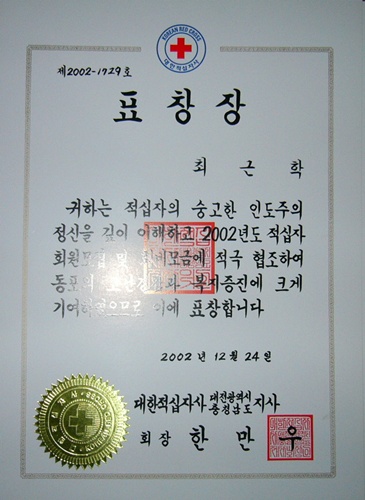 KOREAN RED CROSS
대한적십자사
제2002-1729호
표창장
최근학
귀하는 적십자의 숭고한 인도주의
정신을 깊이 이해하고 2002년도 적십자
회원모집 및 회비모금에 적극 협조하여
동포의 복지증진에 크게
기여하였으므로 이에 표창합니다
2002년 12월 24일
대한적십자사 대전광역시 충청남도 지사
회장 한만우